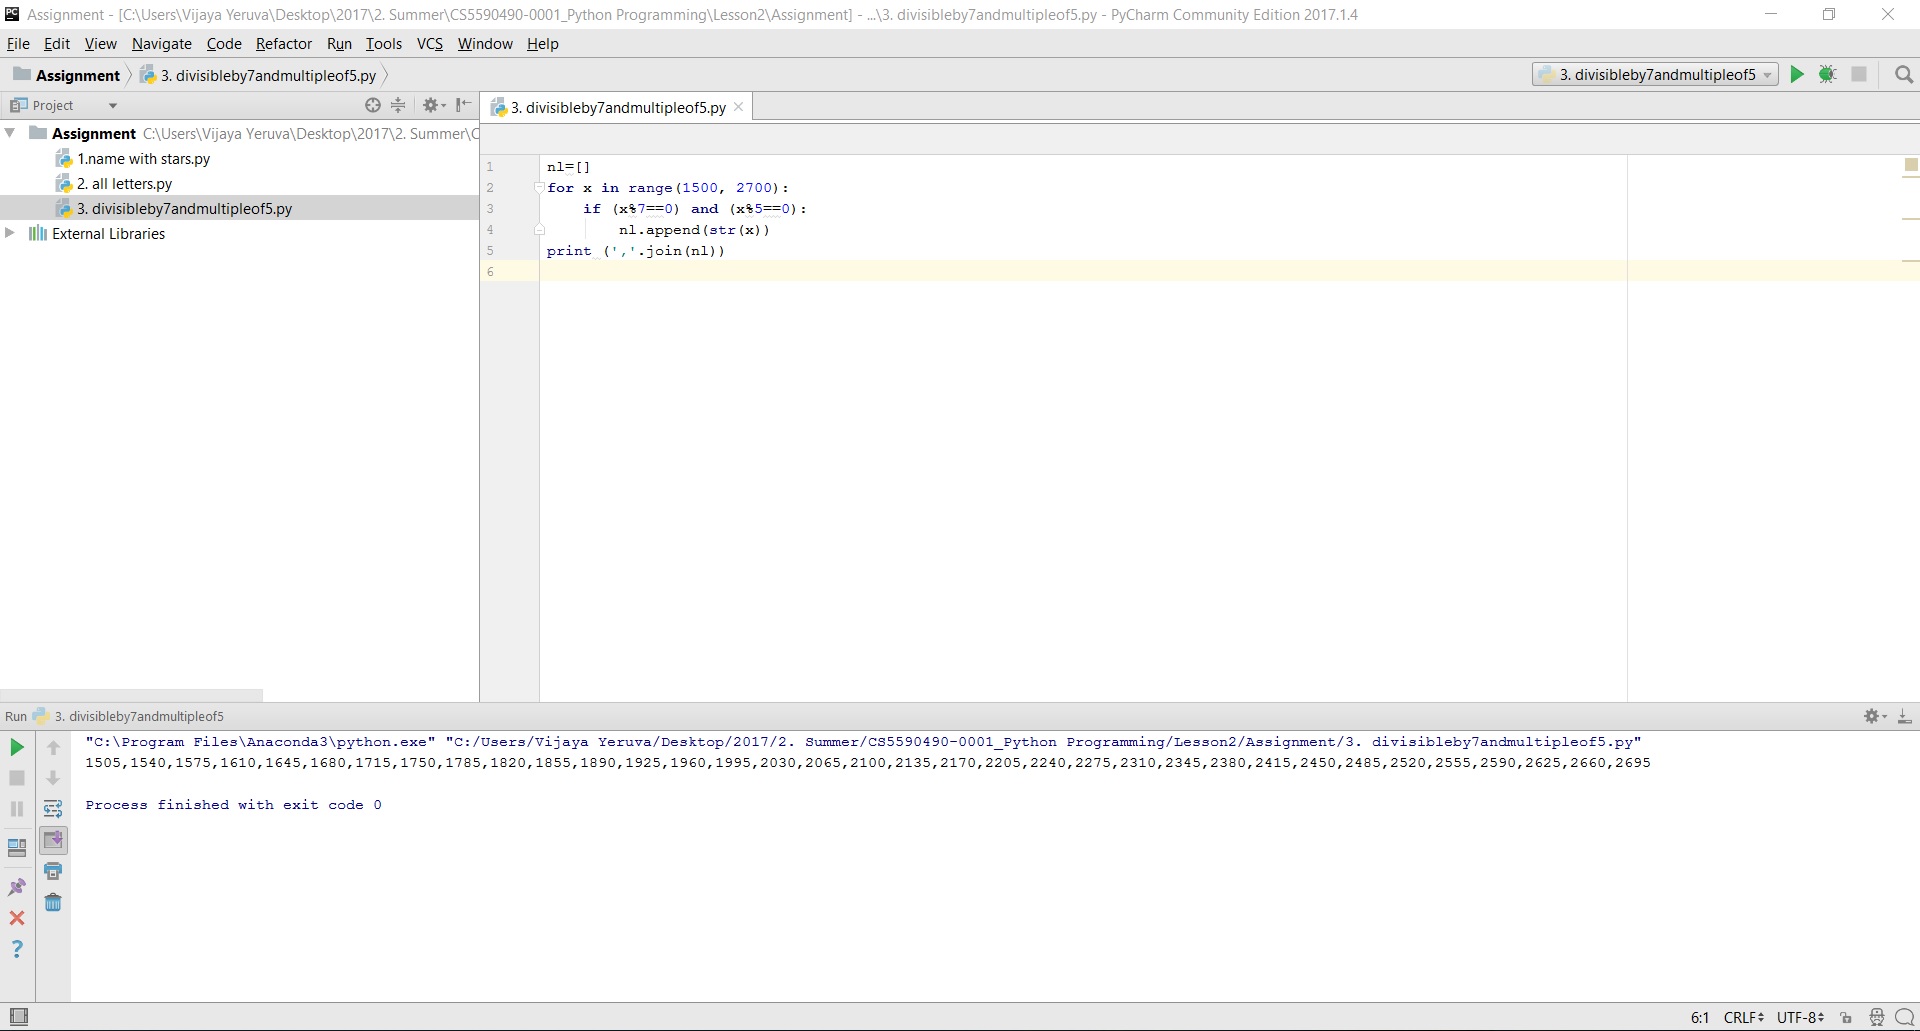 PC Assignment - [C:\Users\Vijaya Yeruva\Desktop\2017\2. Summer\CS5590490-0001_Python Programming\Lesson2\Assignment] - ...\3. divisibleby7andmultipleof5.py - PyCharm Community Edition 2017.1.4
File Edit View Navigate Code Refactor Run Tools VCS Window Help
Assignment 3. divisibleby7andmultipleof5.py 3. divisibleby7andmultipleof5
Project 3. divisibleby7andmultipleof5.py
Assignment C:\Users\Vijaya Yeruva\Desktop\2017\2. Summer\C
1.name with stars.py
2. all letters.py
3. divisibleby7andmultipleof5.py
External Libraries
1 nl=[]
2 for x in range(1500, 2700):
3 if (x%7==0) and (x%5==0):
4 nl.append(str(x))
5 print (','.join(nl))
6
Run 3. divisibleby7andmultipleof5
"C:\Program Files\Anaconda3\python.exe" "C:/Users/Vijaya Yeruva/Desktop/2017/2. Summer/CS5590490-0001_Python Programming/Lesson2/Assignment/3. divisibleby7andmultipleof5.py"
1505,1540,1575,1610,1645,1680,1715,1750,1785,1820,1855,1890,1925,1960,1995,2030,2065,2100,2135,2170,2205,2240,2275,2310,2345,2380,2415,2450,2485,2520,2555,2590,2625,2660,2695
Process finished with exit code 0
6:1 CRLF UTF-8